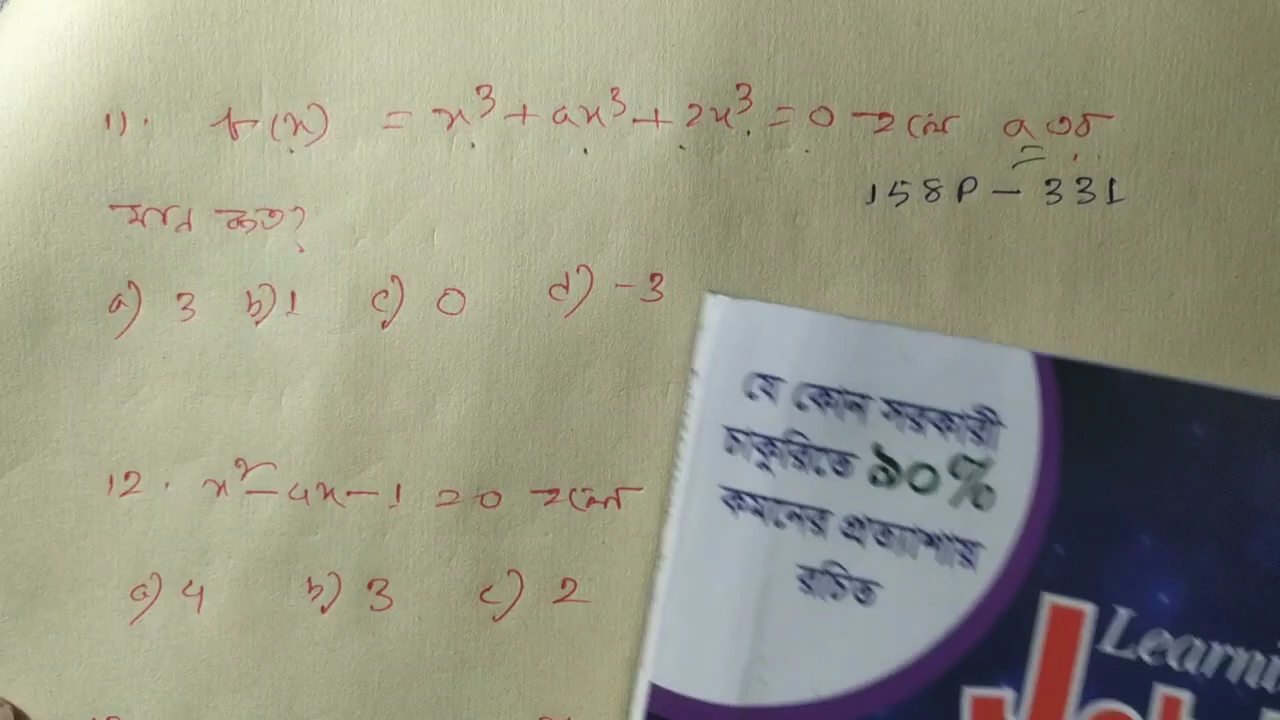 11. f(x) = x³ + ax³ + 2x³ = 0 হলে a এর
158P - 331
মান কত?
a) 3 b) 1 c) 0 d) -3
12. x² - 4x - 1 = 0 হলে
a) 4 b) 3 c) 2
যে কোন সরকারী
চাকুরিতে ৯০%
কমনের প্রত্যাশায়
রচিত